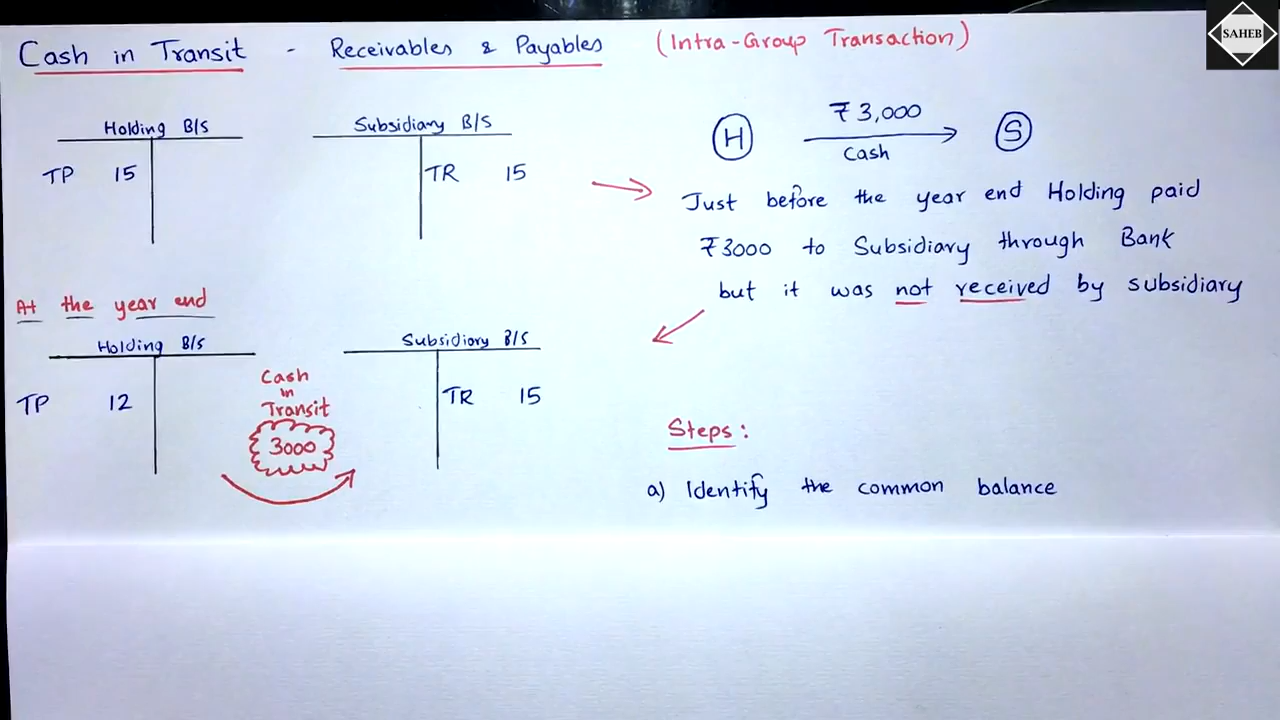 Cash in Transit - Receivables & Payables (Intra-Group Transaction)
SAHEB
Holding B/S
TP 15
Subsidiary B/S
TR 15
H ₹3,000 S
Cash
Just before the year end Holding paid
₹3000 to Subsidiary through Bank
but it was not received by subsidiary
At the year end
Holding B/S
TP 12
Cash
in
Transit
3000
Subsidiary B/S
TR 15
Steps:
a) Identify the common balance